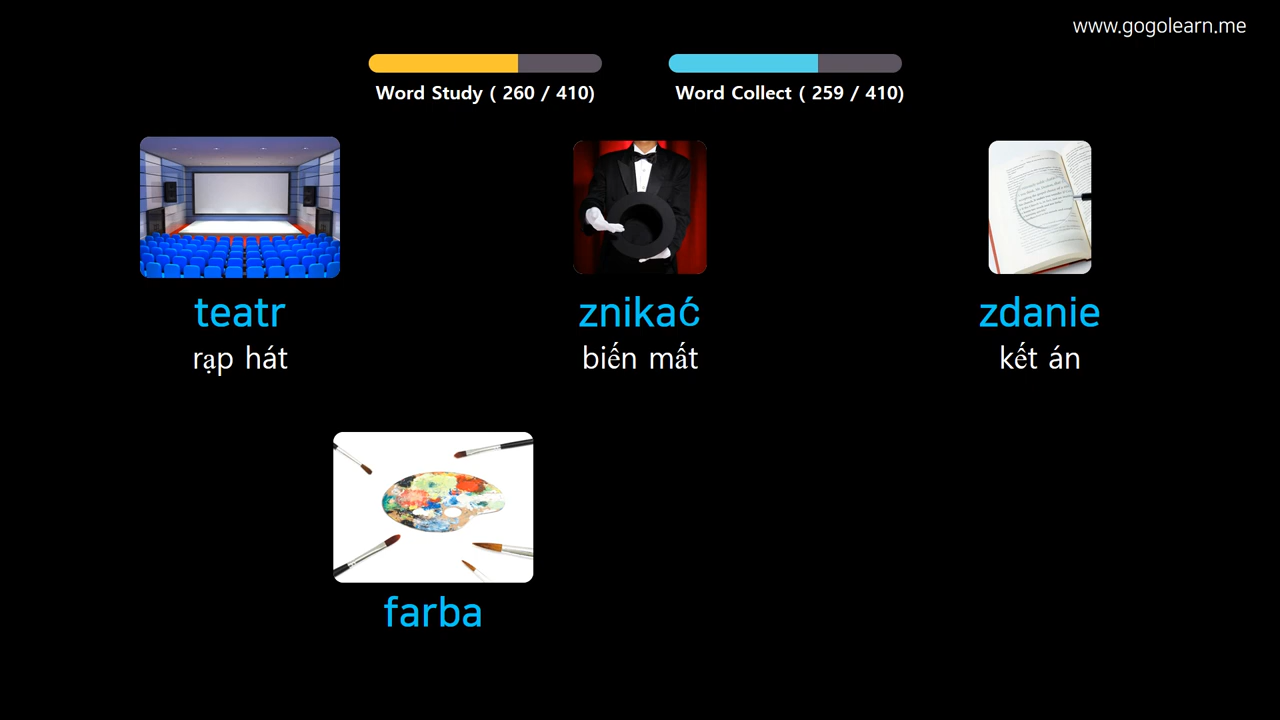 www.gogolearn.me
Word Study ( 260 / 410)
Word Collect ( 259 / 410)
teatr
znikać
zdanie
rạp hát
biến mất
kết án
farba